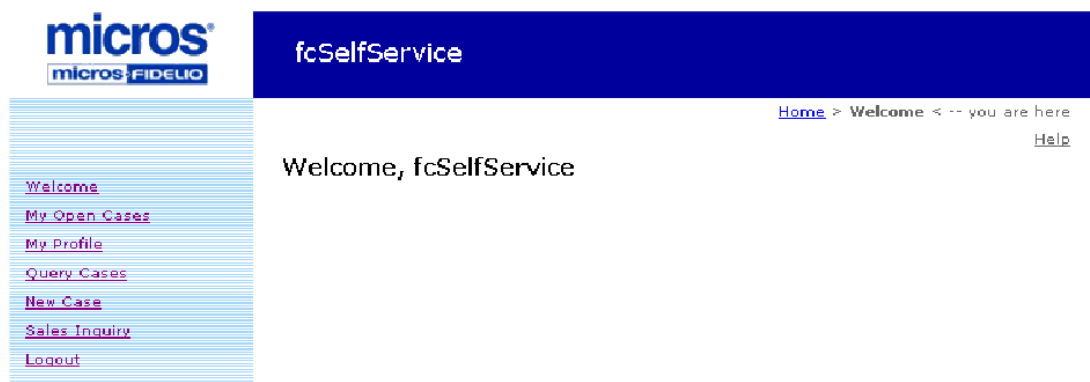 micros®
micros FIDELIO
fcSelfService
Home > Welcome < -- you are here
Help
Welcome, fcSelfService
Welcome
My Open Cases
My Profile
Query Cases
New Case
Sales Inquiry
Logout